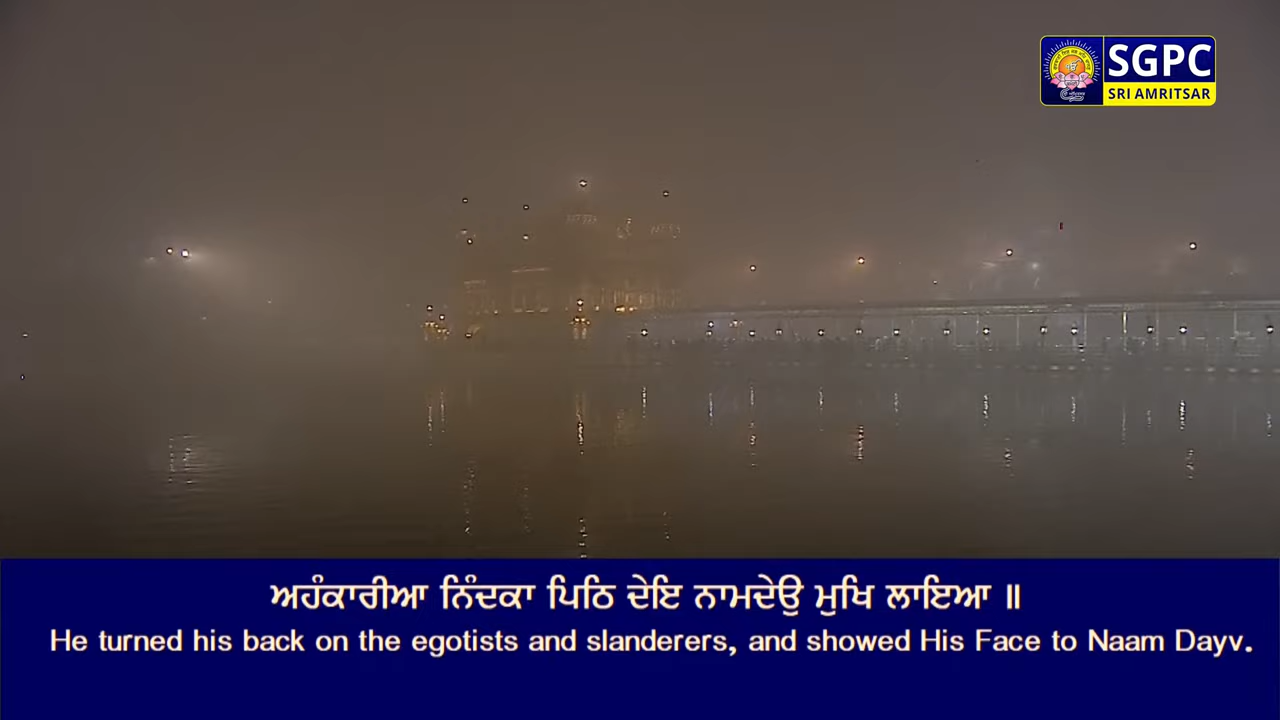 SGPC
SRI AMRITSAR
ਅਹੰਕਾਰੀਆ ਨਿੰਦਕਾ ਪਿਠਿ ਦੇਇ ਨਾਮਦੇਉ ਮੁਖਿ ਲਾਇਆ ॥
He turned his back on the egotists and slanderers, and showed His Face to Naam Dayv.